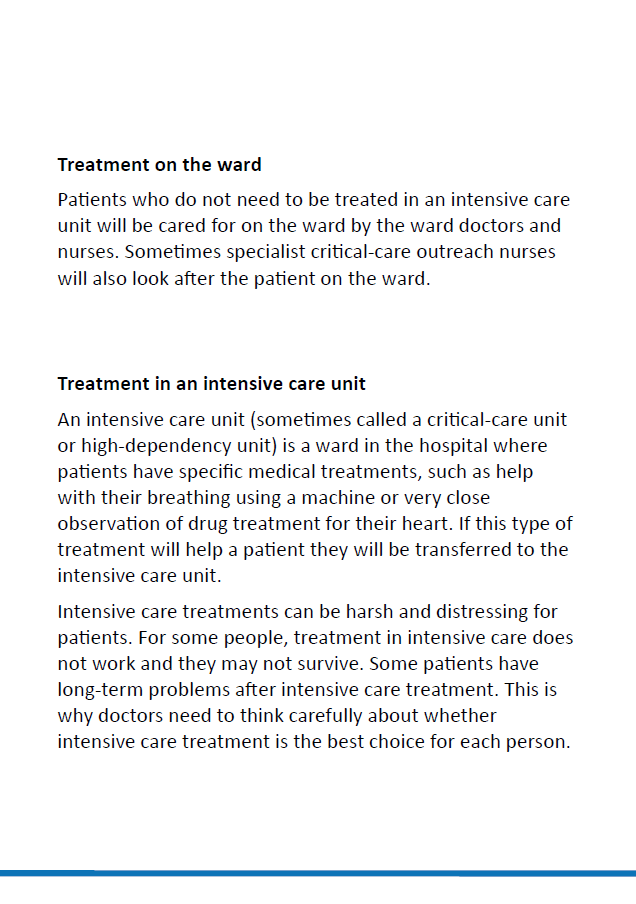 Treatment on the ward
Patients who do not need to be treated in an intensive care
unit will be cared for on the ward by the ward doctors and
nurses. Sometimes specialist critical-care outreach nurses
will also look after the patient on the ward.
Treatment in an intensive care unit
An intensive care unit (sometimes called a critical-care unit
or high-dependency unit) is a ward in the hospital where
patients have specific medical treatments, such as help
with their breathing using a machine or very close
observation of drug treatment for their heart. If this type of
treatment will help a patient they will be transferred to the
intensive care unit.
Intensive care treatments can be harsh and distressing for
patients. For some people, treatment in intensive care does
not work and they may not survive. Some patients have
long-term problems after intensive care treatment. This is
why doctors need to think carefully about whether
intensive care treatment is the best choice for each person.